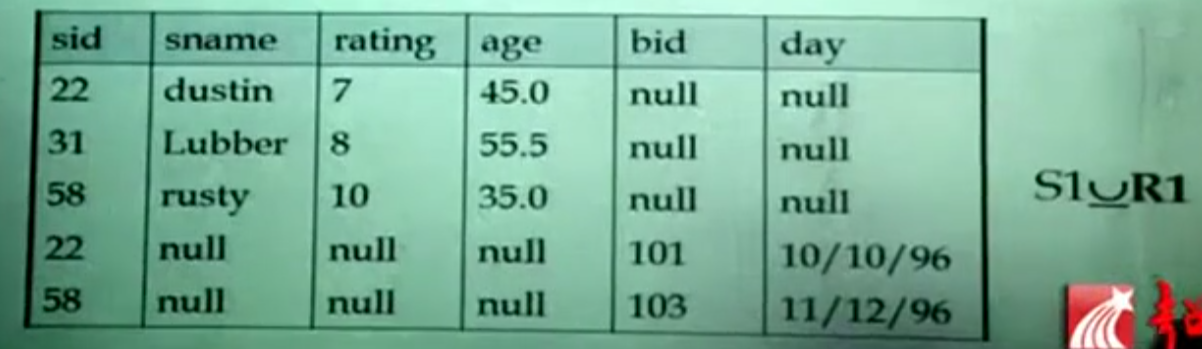 sid sname rating age bid day
22 dustin 7 45.0 null null
31 Lubber 8 55.5 null null
58 rusty 10 35.0 null null
22 null null null 101 10/10/96
58 null null null 103 11/12/96
S1⊍R1